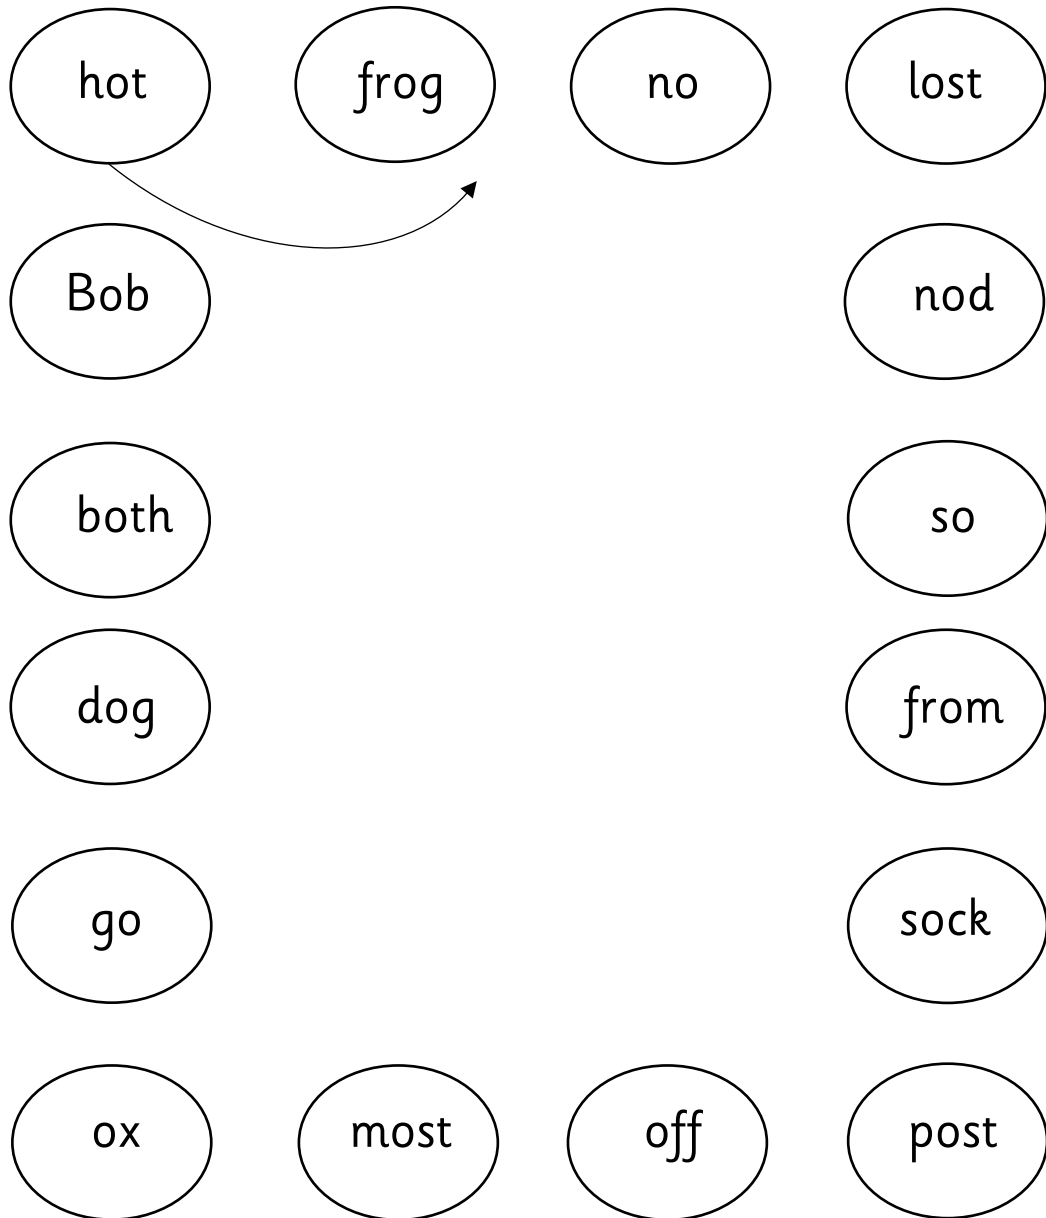 hot frog no lost
Bob nod
both so
dog from
go sock
ox most off post